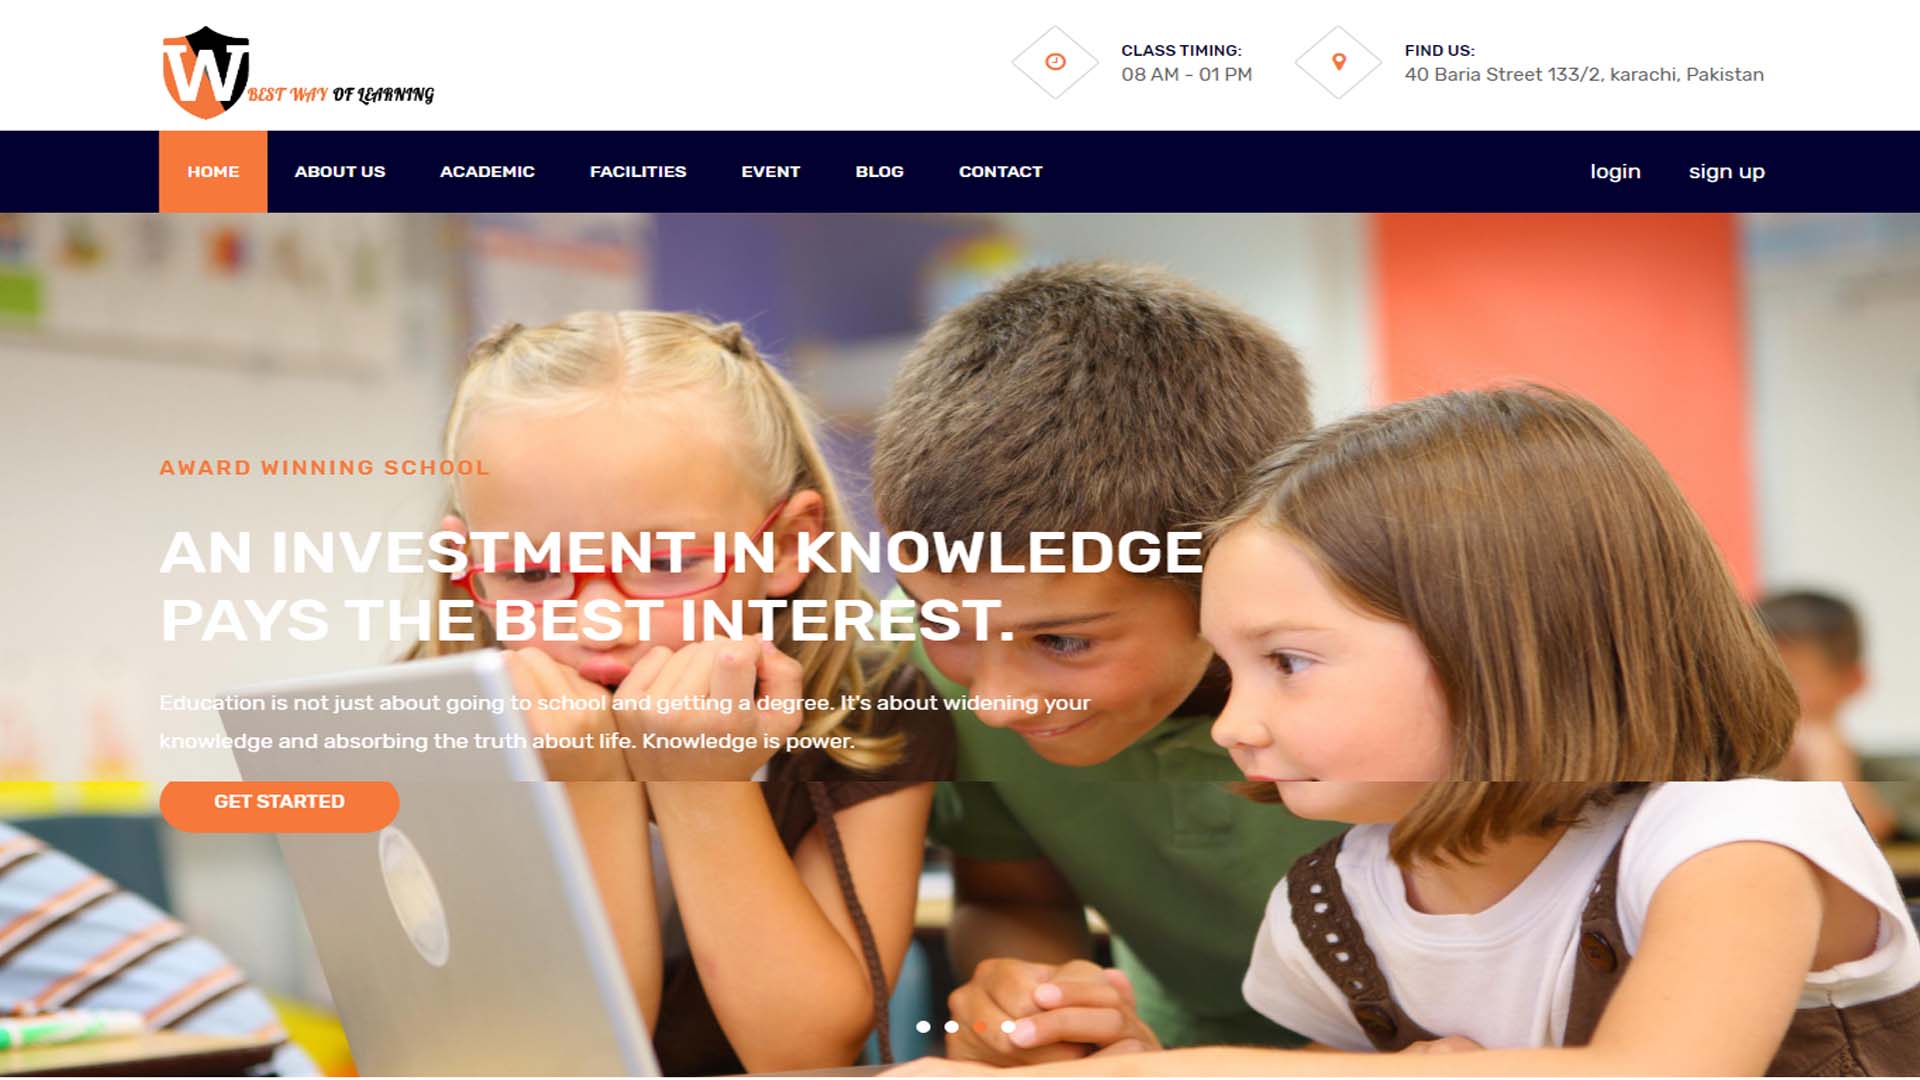 W
BEST WAY OF LEARNING
CLASS TIMING:
08 AM - 01 PM
FIND US:
40 Baria Street 133/2, karachi, Pakistan
HOME ABOUT US ACADEMIC FACILITIES EVENT BLOG CONTACT login sign up
AWARD WINNING SCHOOL
AN INVESTMENT IN KNOWLEDGE
PAYS THE BEST INTEREST.
Education is not just about going to school and getting a degree. It's about widening your
knowledge and absorbing the truth about life. Knowledge is power.
GET STARTED